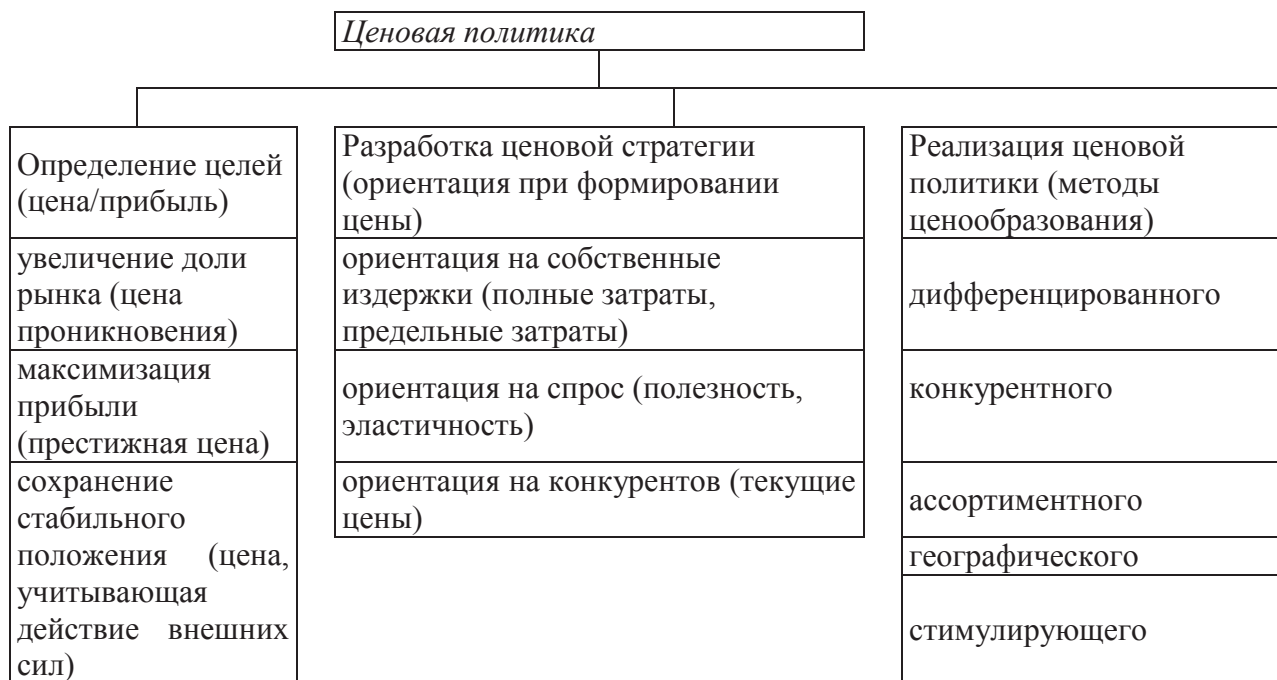 Ценовая политика
Определение целей
(цена/прибыль)
увеличение доли
рынка (цена
проникновения)
максимизация
прибыли
(престижная цена)
сохранение
стабильного
положения (цена,
учитывающая
действие внешних
сил)
Разработка ценовой стратегии
(ориентация при формировании
цены)
ориентация на собственные
издержки (полные затраты,
предельные затраты)
ориентация на спрос (полезность,
эластичность)
ориентация на конкурентов (текущие
цены)
Реализация ценовой
политики (методы
ценообразования)
дифференцированного
конкурентного
ассортиментного
географического
стимулирующего